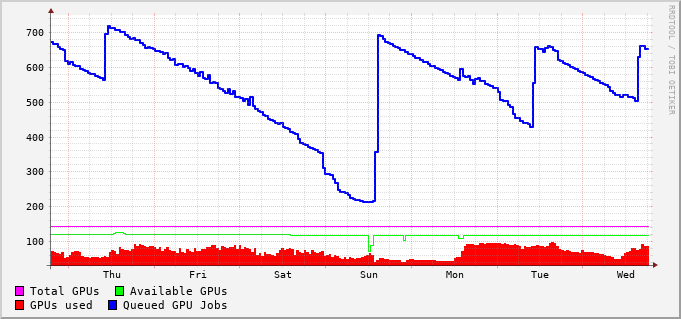 700
600
500
400
300
200
100
Thu Fri Sat Sun Mon Tue Wed
Total GPUs Available GPUs
GPUs used Queued GPU Jobs
RRDTOOL / TOBI OETIKER